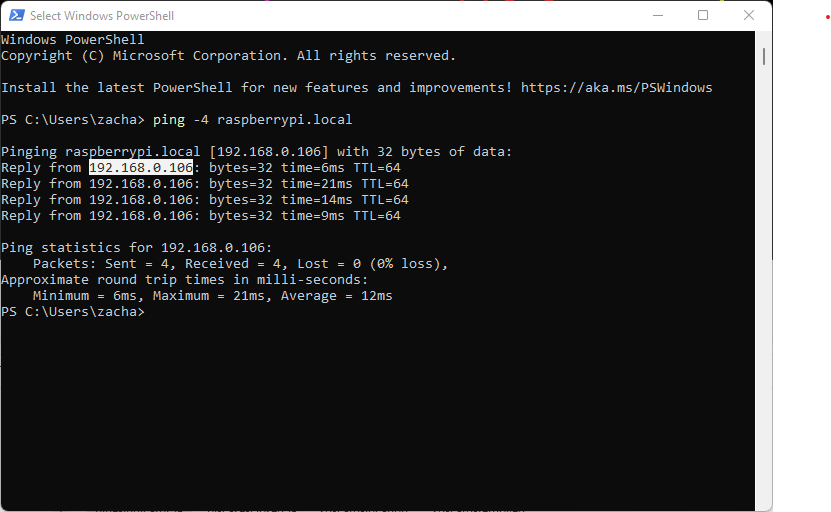 Select Windows PowerShell
Windows PowerShell
Copyright (C) Microsoft Corporation. All rights reserved.
Install the latest PowerShell for new features and improvements! https://aka.ms/PSWindows
PS C:\Users\zacha> ping -4 raspberrypi.local
Pinging raspberrypi.local [192.168.0.106] with 32 bytes of data:
Reply from 192.168.0.106: bytes=32 time=6ms TTL=64
Reply from 192.168.0.106: bytes=32 time=21ms TTL=64
Reply from 192.168.0.106: bytes=32 time=14ms TTL=64
Reply from 192.168.0.106: bytes=32 time=9ms TTL=64
Ping statistics for 192.168.0.106:
    Packets: Sent = 4, Received = 4, Lost = 0 (0% loss),
Approximate round trip times in milli-seconds:
    Minimum = 6ms, Maximum = 21ms, Average = 12ms
PS C:\Users\zacha>